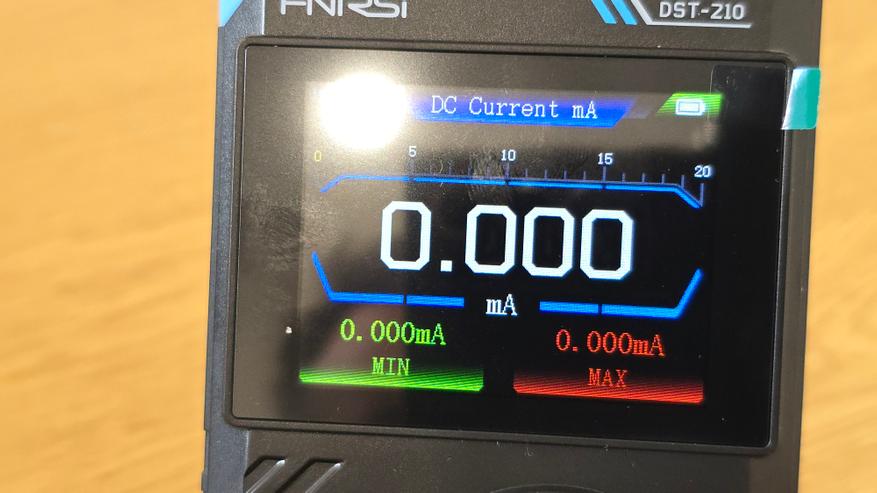 FNIRSI
DST-210
DC Current mA
0 5 10 15 20
0.000
mA
0.000mA 0.000mA
MIN MAX